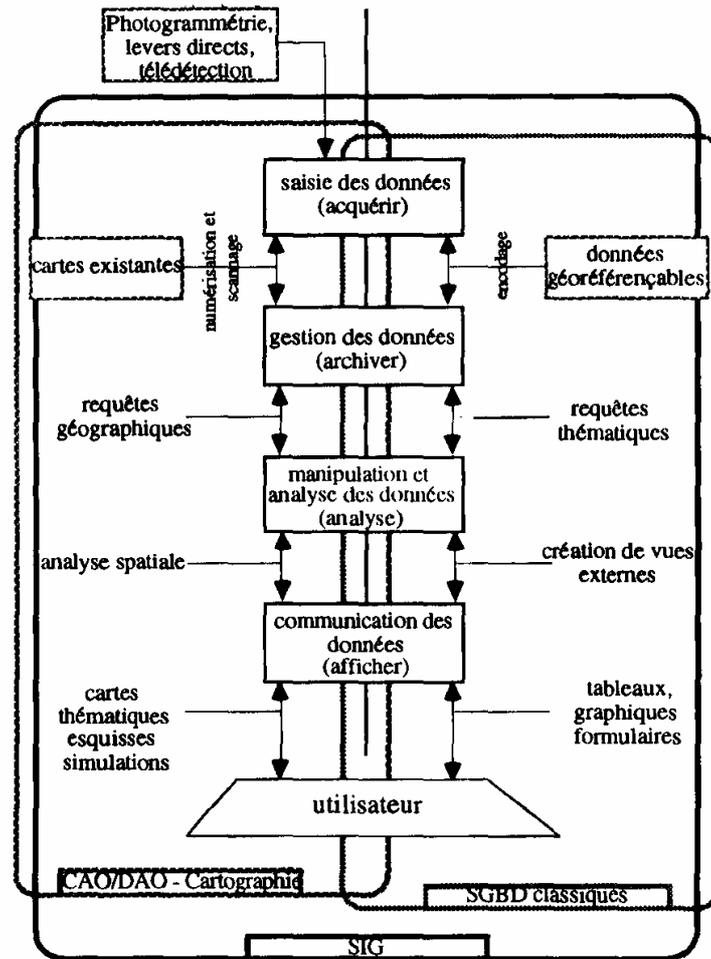 Photogrammétrie,
levers directs,
télédétection
saisie des données
(acquérir)
cartes existantes
numérisation et
scannage
encodage
données
géoréférençables
gestion des données
(archiver)
requêtes
géographiques
requêtes
thématiques
manipulation et
analyse des données
(analyse)
analyse spatiale
création de vues
externes
communication des
données
(afficher)
cartes
thématiques
esquisses
simulations
tableaux,
graphiques
formulaires
utilisateur
CAO/DAO - Cartographie
SGBD classiques
SIG